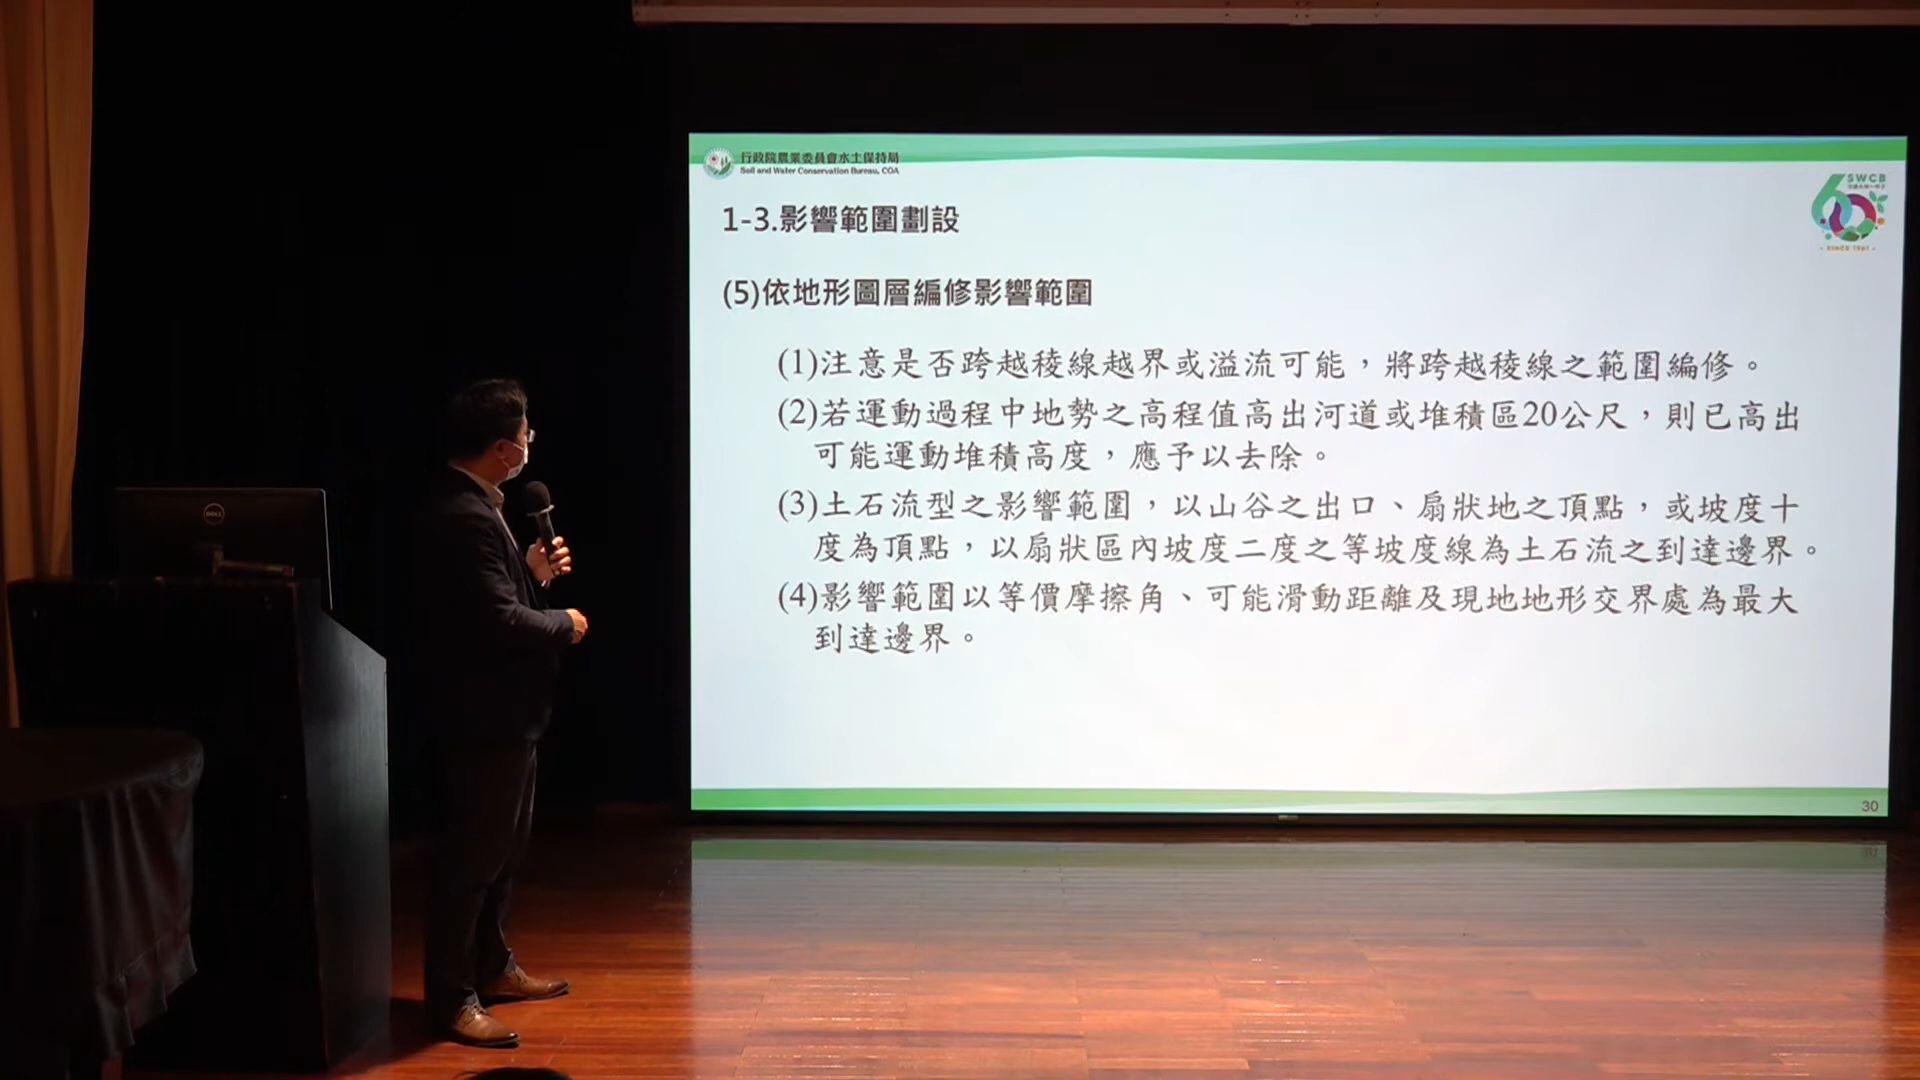 行政院農業委員會水土保持局
Soil and Water Conservation Bureau, COA
SWCB
SINCE 1961
1-3.影響範圍劃設
(5)依地形圖層編修影響範圍
(1)注意是否跨越稜線越界或溢流可能，將跨越稜線之範圍編修。
(2)若運動過程中地勢之高程值高出河道或堆積區20公尺，則已高出
可能運動堆積高度，應予以去除。
(3)土石流型之影響範圍，以山谷之出口、扇狀地之頂點，或坡度十
度為頂點，以扇狀區內坡度二度之等坡度線為土石流之到達邊界。
(4)影響範圍以等價摩擦角、可能滑動距離及現地地形交界處為最大
到達邊界。
30
DELL